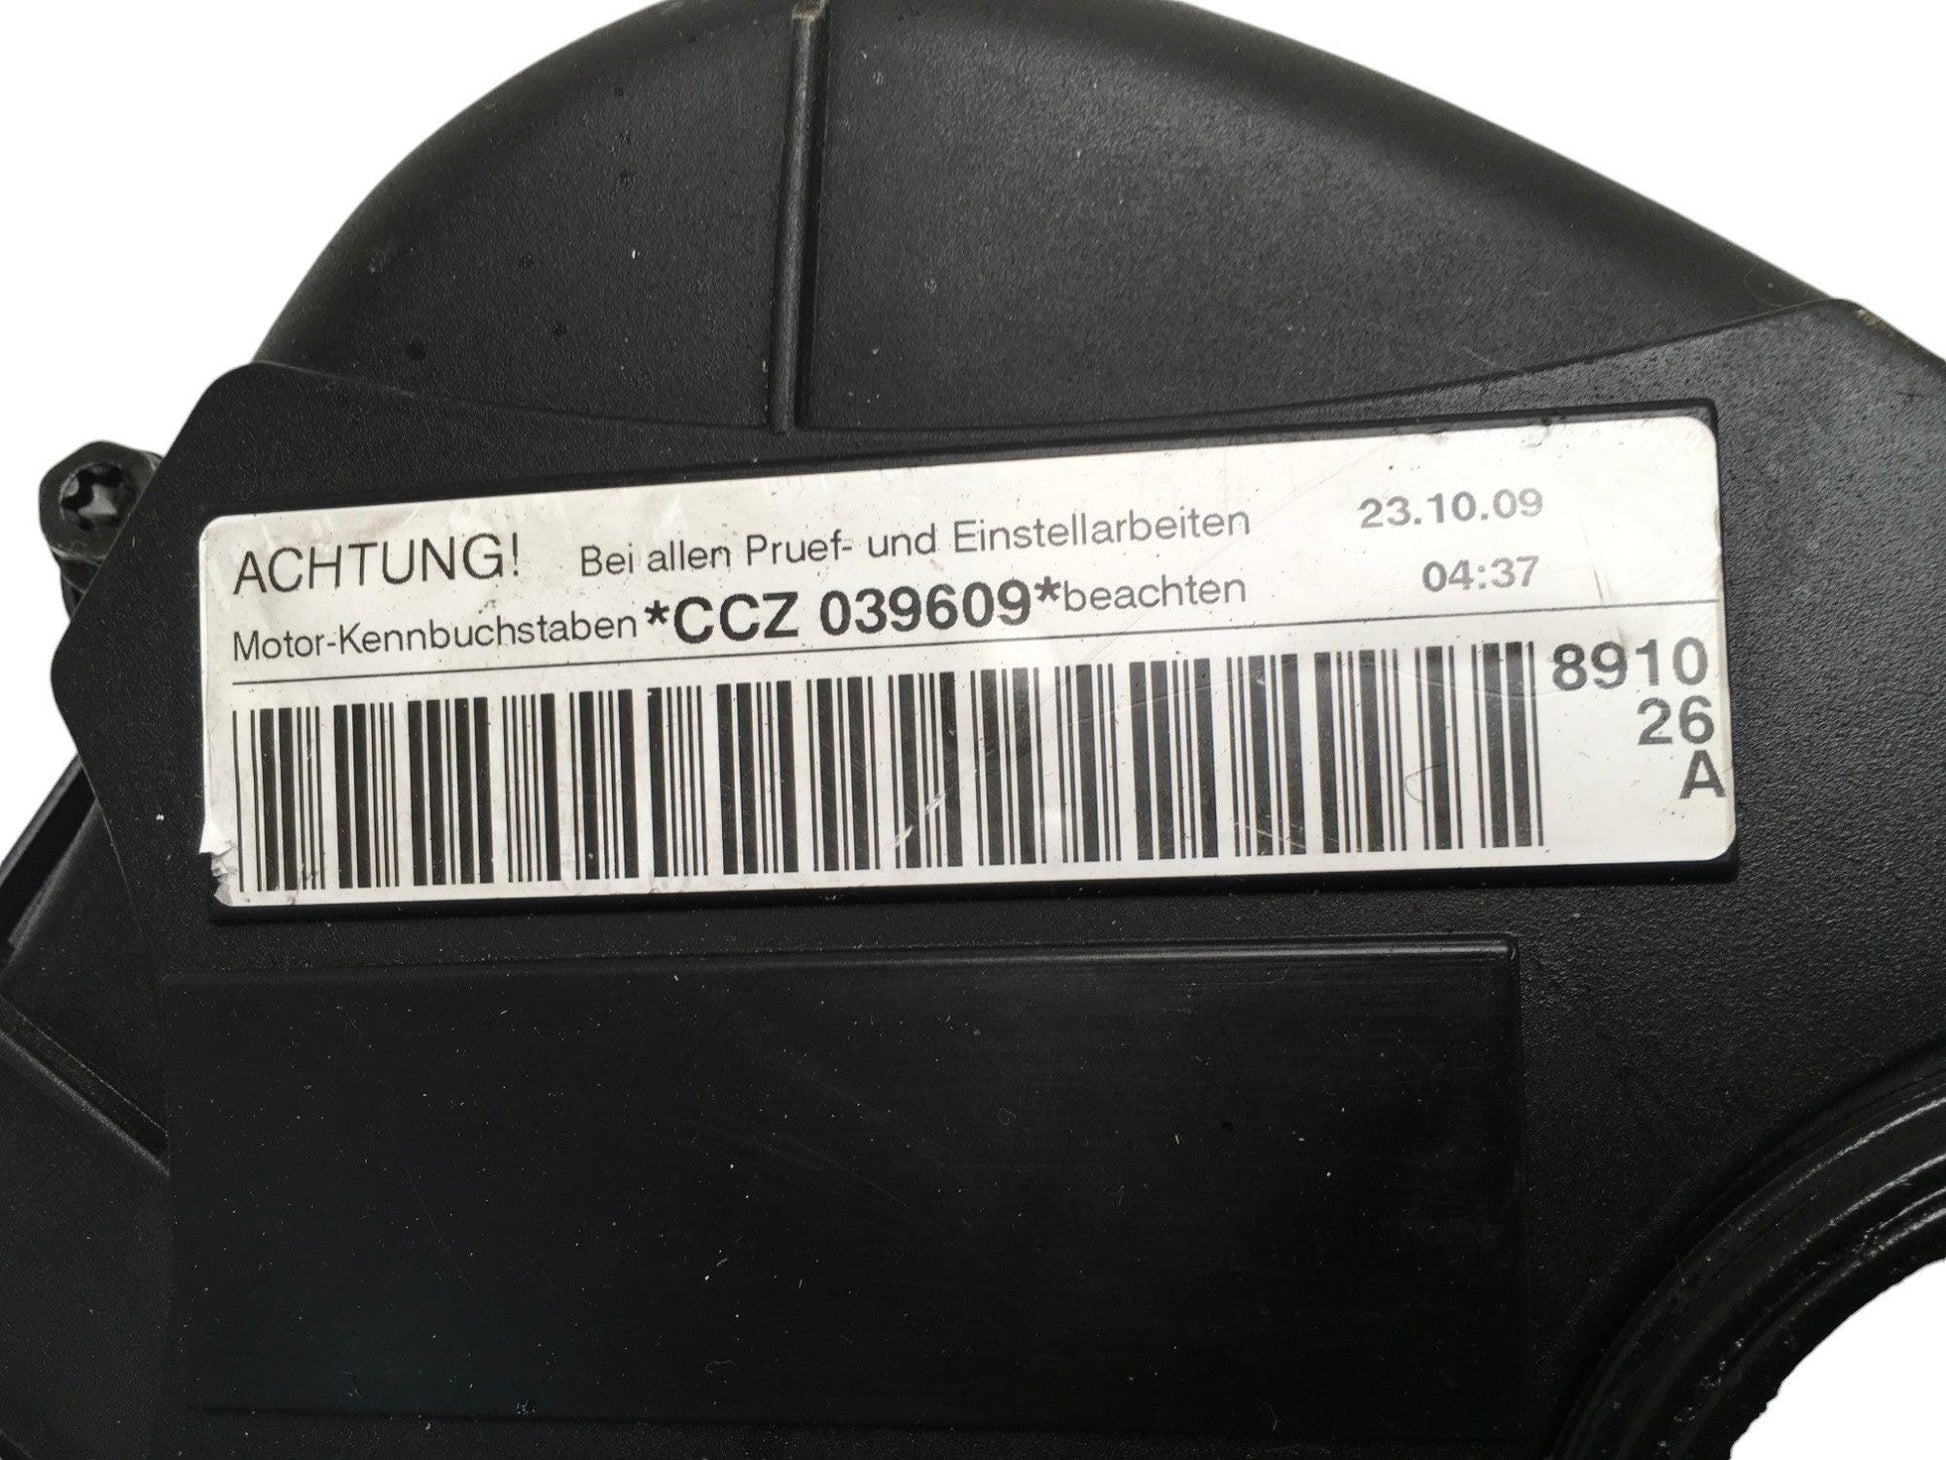 ACHTUNG! Bei allen Pruef- und Einstellarbeiten 23.10.09
Motor-Kennbuchstaben *CCZ 039609* beachten 04:37
8910
26
A